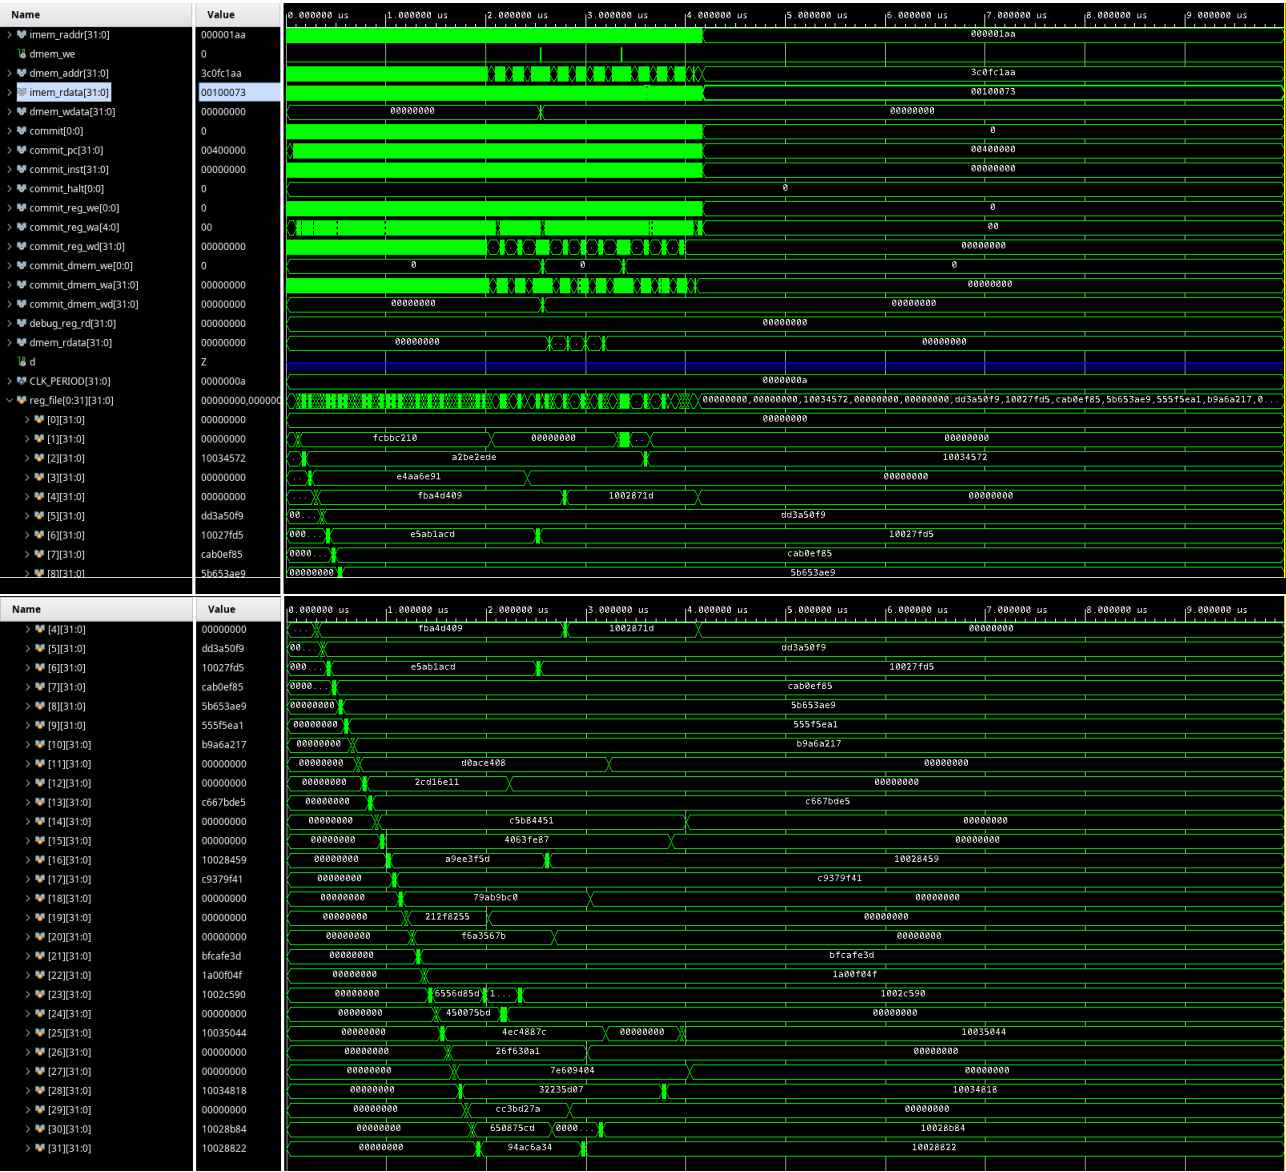 Name Value 0.000000 us 1.000000 us 2.000000 us 3.000000 us 4.000000 us 5.000000 us 6.000000 us 7.000000 us 8.000000 us 9.000000 us
imem_raddr[31:0] 000001aa 000001aa
dmem_we 0
dmem_addr[31:0] 3c0fc1aa 3c0fc1aa
imem_rdata[31:0] 00100073 00100073
dmem_wdata[31:0] 00000000 00000000 00000000
commit[0:0] 0 0
commit_pc[31:0] 00400000 00400000
commit_inst[31:0] 00000000 00000000
commit_halt[0:0] 0 0
commit_reg_we[0:0] 0 0
commit_reg_wa[4:0] 00 00
commit_reg_wd[31:0] 00000000 00000000
commit_dmem_we[0:0] 0 0 0 0
commit_dmem_wa[31:0] 00000000 00000000
commit_dmem_wd[31:0] 00000000 00000000 00000000
debug_reg_rd[31:0] 00000000 00000000
dmem_rdata[31:0] 00000000 00000000 00000000
d Z
CLK_PERIOD[31:0] 0000000a 0000000a
reg_file[0:31][31:0] 00000000,00000 00000000,00000000,10034572,00000000,00000000,dd3a50f9,10027fd5,cab0ef85,5b653ae9,555f5ea1,b9a6a217,0...
[0][31:0] 00000000 00000000
[1][31:0] 00000000 fcbbc210 00000000 .. 00000000
[2][31:0] 10034572 . a2be2ede 10034572
[3][31:0] 00000000 ... e4aa6e91 00000000
[4][31:0] 00000000 ... fba4d409 1002871d 00000000
[5][31:0] dd3a50f9 00... dd3a50f9
[6][31:0] 10027fd5 000... e5ab1acd 10027fd5
[7][31:0] cab0ef85 0000... cab0ef85
[8][31:0] 5b653ae9 00000000 5b653ae9
Name Value 0.000000 us 1.000000 us 2.000000 us 3.000000 us 4.000000 us 5.000000 us 6.000000 us 7.000000 us 8.000000 us 9.000000 us
[4][31:0] 00000000 ... fba4d409 1002871d 00000000
[5][31:0] dd3a50f9 00... dd3a50f9
[6][31:0] 10027fd5 000... e5ab1acd 10027fd5
[7][31:0] cab0ef85 0000... cab0ef85
[8][31:0] 5b653ae9 00000000 5b653ae9
[9][31:0] 555f5ea1 00000000 555f5ea1
[10][31:0] b9a6a217 00000000 b9a6a217
[11][31:0] 00000000 00000000 d0ace408 00000000
[12][31:0] 00000000 00000000 2cd16e11 00000000
[13][31:0] c667bde5 00000000 c667bde5
[14][31:0] 00000000 00000000 c5b84451 00000000
[15][31:0] 00000000 00000000 4063fe87 00000000
[16][31:0] 10028459 00000000 a9ee3f5d 10028459
[17][31:0] c9379f41 00000000 c9379f41
[18][31:0] 00000000 00000000 79ab9bc0 00000000
[19][31:0] 00000000 00000000 212f8255 00000000
[20][31:0] 00000000 00000000 f6a3567b 00000000
[21][31:0] bfcafe3d 00000000 bfcafe3d
[22][31:0] 1a00f04f 00000000 1a00f04f
[23][31:0] 1002c590 00000000 6556d85d 1... 1002c590
[24][31:0] 00000000 00000000 450075bd 00000000
[25][31:0] 10035044 00000000 4ec4887c 00000000 10035044
[26][31:0] 00000000 00000000 26f630a1 00000000
[27][31:0] 00000000 00000000 7e609404 00000000
[28][31:0] 10034818 00000000 32235d07 10034818
[29][31:0] 00000000 00000000 cc3bd27a 00000000
[30][31:0] 10028b84 00000000 650875cd 0000... 10028b84
[31][31:0] 10028822 00000000 94ac6a34 10028822